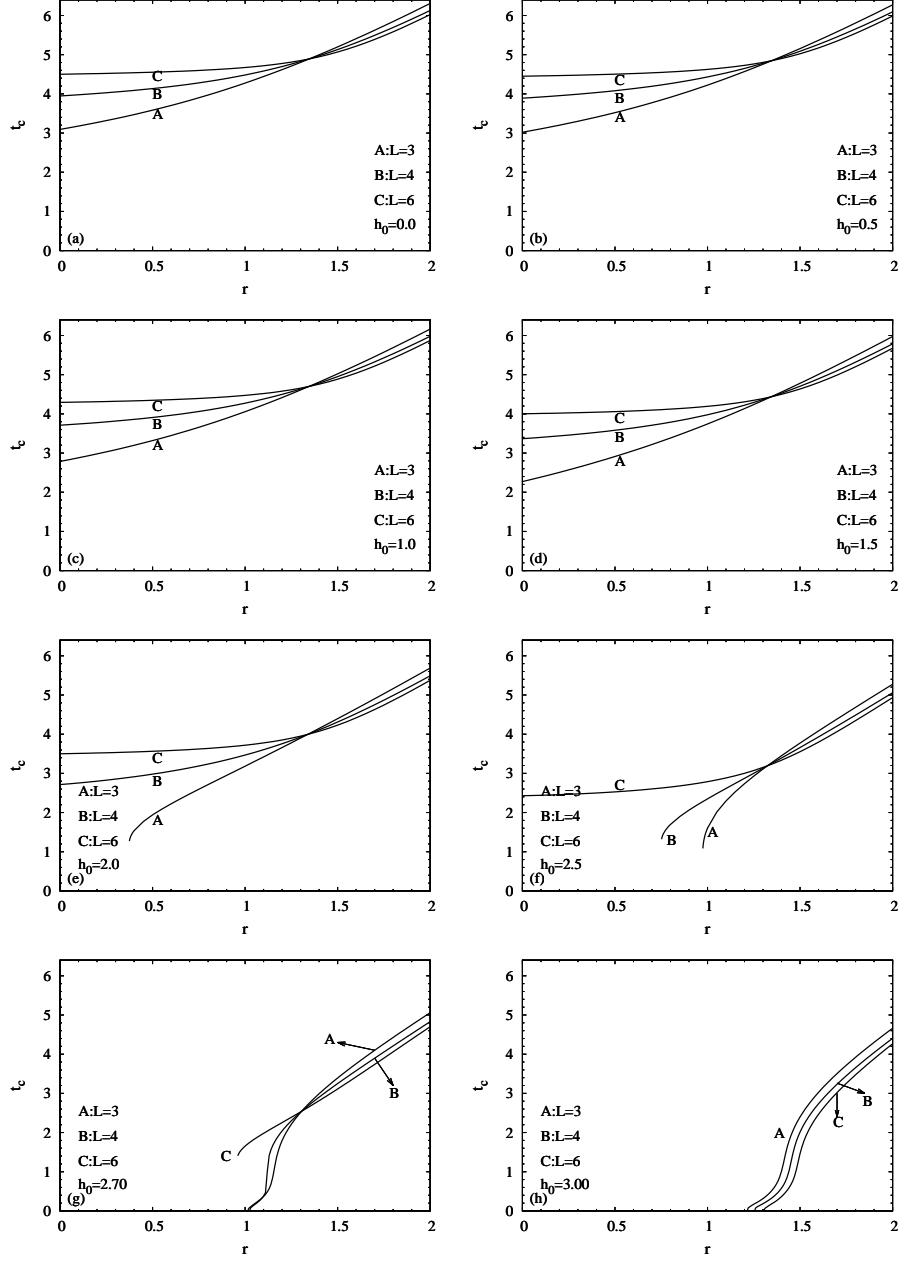 6
5
4
3
2
1
0
t_c
C
B
A
A:L=3
B:L=4
C:L=6
h_0=0.0
(a)
0 0.5 1 1.5 2
r
6
5
4
3
2
1
0
t_c
C
B
A
A:L=3
B:L=4
C:L=6
h_0=0.5
(b)
0 0.5 1 1.5 2
r
6
5
4
3
2
1
0
t_c
C
B
A
A:L=3
B:L=4
C:L=6
h_0=1.0
(c)
0 0.5 1 1.5 2
r
6
5
4
3
2
1
0
t_c
C
B
A
A:L=3
B:L=4
C:L=6
h_0=1.5
(d)
0 0.5 1 1.5 2
r
6
5
4
3
2
1
0
t_c
C
B
A
A:L=3
B:L=4
C:L=6
h_0=2.0
(e)
0 0.5 1 1.5 2
r
6
5
4
3
2
1
0
t_c
C
B
A
A:L=3
B:L=4
C:L=6
h_0=2.5
(f)
0 0.5 1 1.5 2
r
6
5
4
3
2
1
0
t_c
A
B
C
A:L=3
B:L=4
C:L=6
h_0=2.70
(g)
0 0.5 1 1.5 2
r
6
5
4
3
2
1
0
t_c
A
B
C
A:L=3
B:L=4
C:L=6
h_0=3.00
(h)
0 0.5 1 1.5 2
r